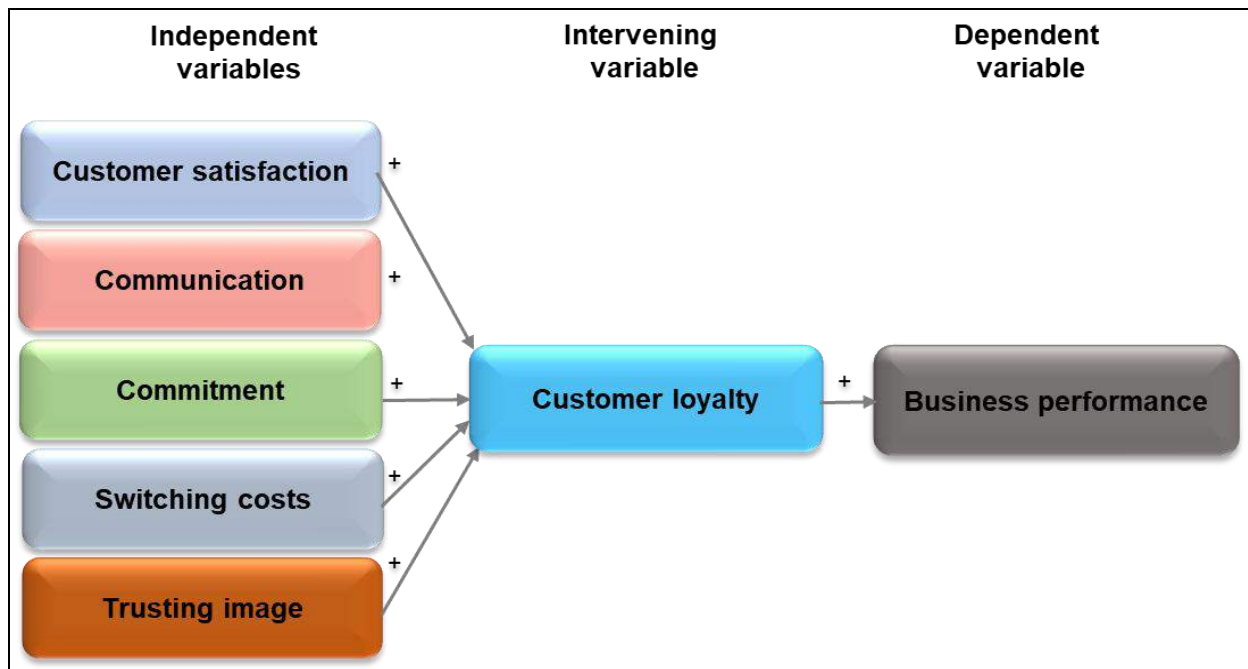 Independent
variables
Intervening
variable
Dependent
variable
Customer satisfaction
+
Communication
+
Commitment
+
Switching costs
+
Trusting image
+
Customer loyalty
+
Business performance